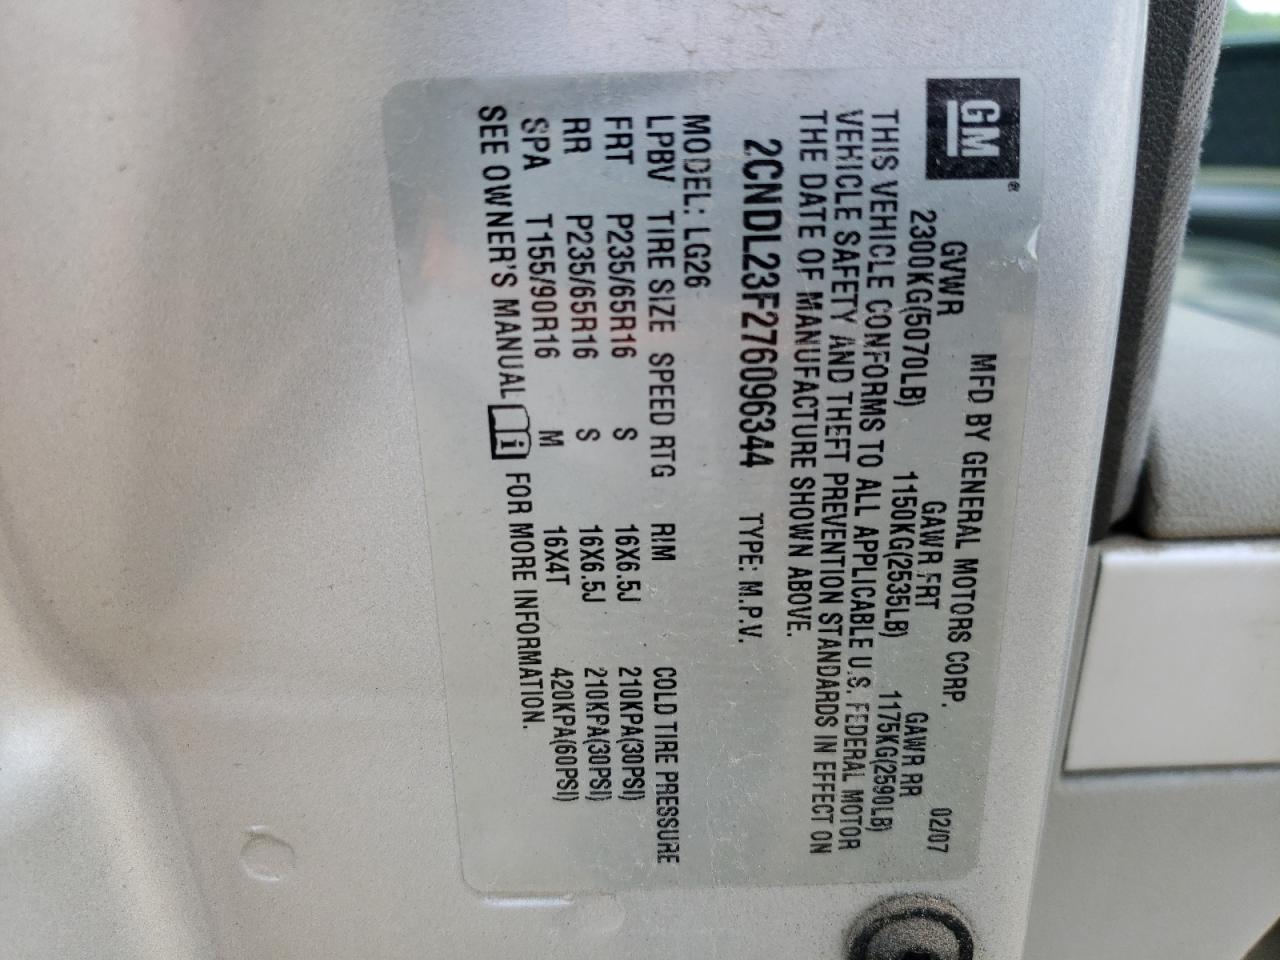 GM®
MFD BY GENERAL MOTORS CORP. 02/07
GVWR GAWR FRT GAWR RR
2300KG(5070LB) 1150KG(2535LB) 1175KG(2590LB)
THIS VEHICLE CONFORMS TO ALL APPLICABLE U.S. FEDERAL MOTOR
VEHICLE SAFETY AND THEFT PREVENTION STANDARDS IN EFFECT ON
THE DATE OF MANUFACTURE SHOWN ABOVE.
2CNDL23F276096344 TYPE: M.P.V.
MODEL: LG26
LPBV TIRE SIZE SPEED RTG RIM COLD TIRE PRESSURE
FRT P235/65R16 S 16X6.5J 210KPA(30PSI)
RR P235/65R16 S 16X6.5J 210KPA(30PSI)
SPA T155/90R16 M 16X4T 420KPA(60PSI)
SEE OWNER'S MANUAL i FOR MORE INFORMATION.